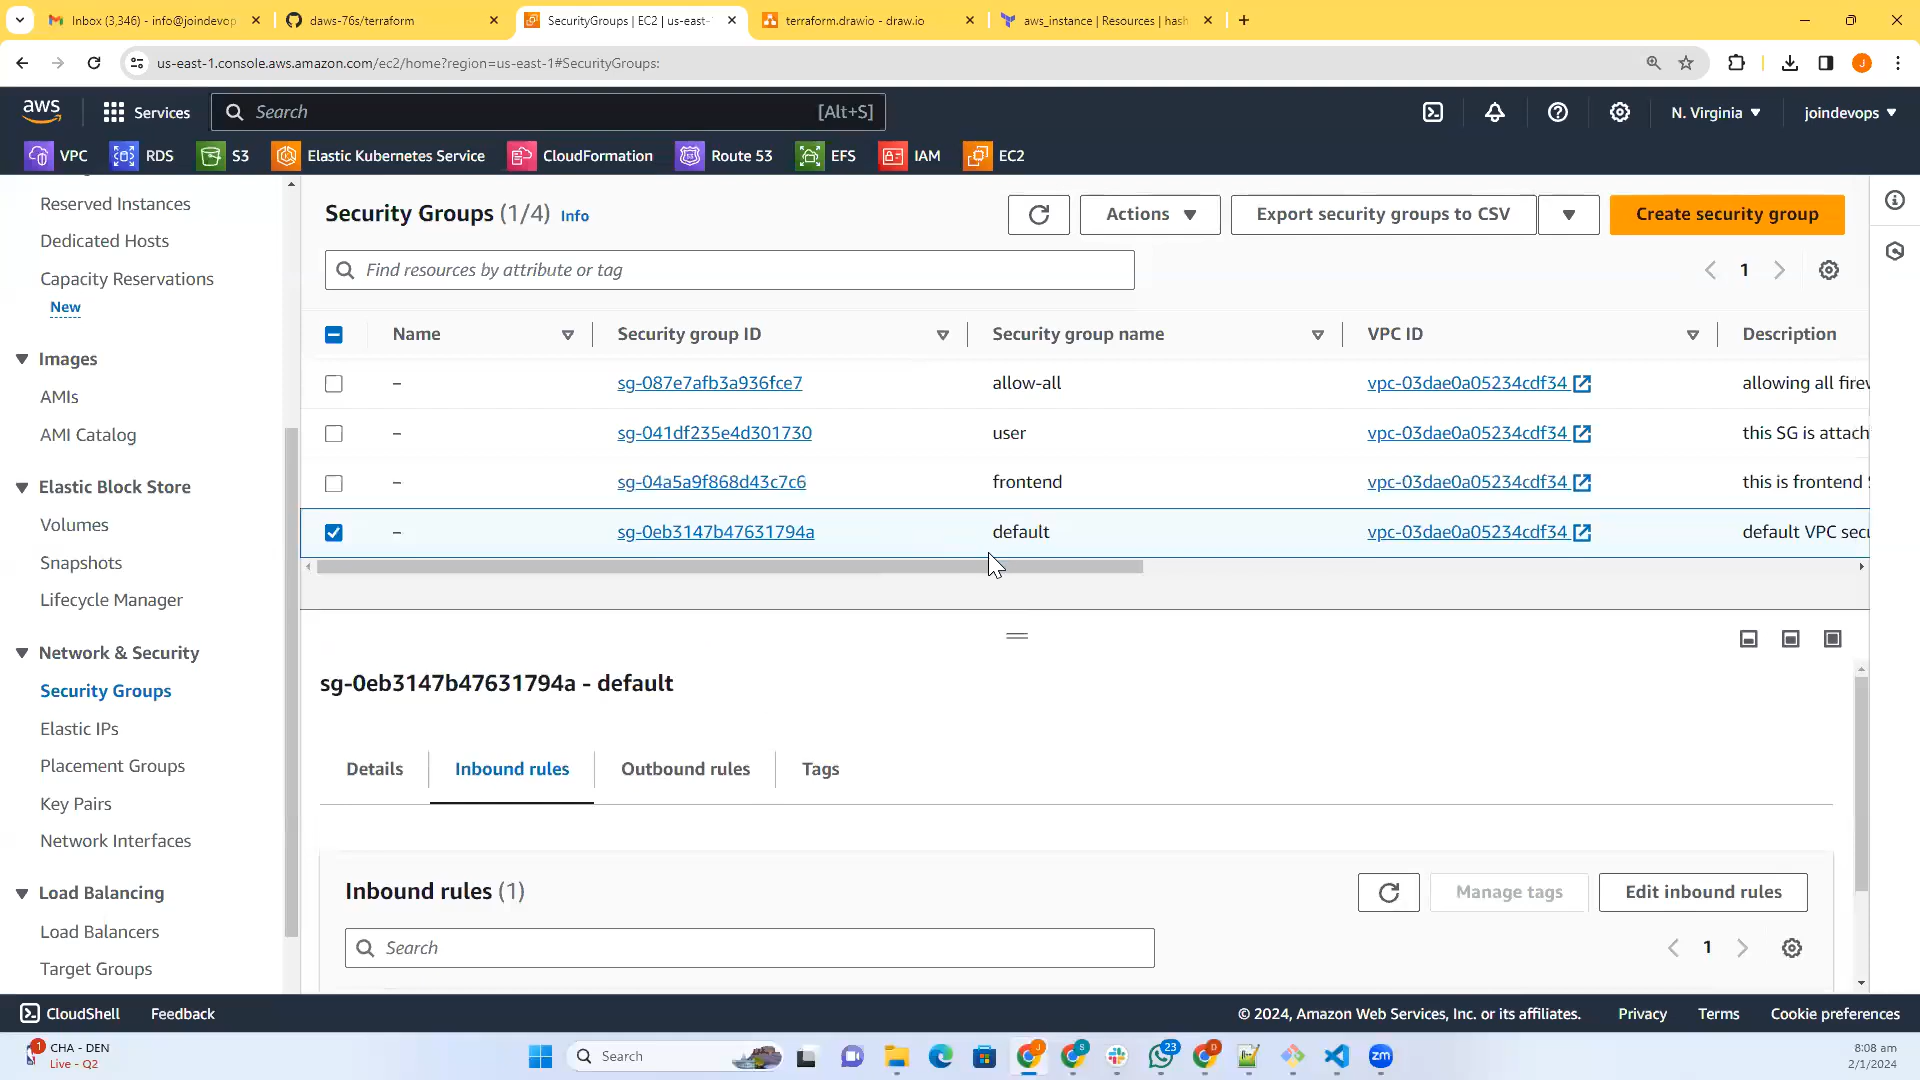 Inbox (3,346) - info@joindevop
daws-76s/terraform
SecurityGroups | EC2 | us-east-
terraform.drawio - draw.io
aws_instance | Resources | hash
us-east-1.console.aws.amazon.com/ec2/home?region=us-east-1#SecurityGroups:
J
aws
Services
Search
[Alt+S]
N. Virginia
joindevops
VPC
RDS
S3
Elastic Kubernetes Service
CloudFormation
Route 53
EFS
IAM
EC2
Reserved Instances
Dedicated Hosts
Capacity Reservations
New
Images
AMIs
AMI Catalog
Elastic Block Store
Volumes
Snapshots
Lifecycle Manager
Network & Security
Security Groups
Elastic IPs
Placement Groups
Key Pairs
Network Interfaces
Load Balancing
Load Balancers
Target Groups
Security Groups (1/4) Info
Actions
Export security groups to CSV
Create security group
Find resources by attribute or tag
1
Name
Security group ID
Security group name
VPC ID
Description
– sg-087e7afb3a936fce7 allow-all vpc-03dae0a05234cdf34 allowing all firew
– sg-041df235e4d301730 user vpc-03dae0a05234cdf34 this SG is attach
– sg-04a5a9f868d43c7c6 frontend vpc-03dae0a05234cdf34 this is frontend S
– sg-0eb3147b47631794a default vpc-03dae0a05234cdf34 default VPC secu
sg-0eb3147b47631794a - default
Details
Inbound rules
Outbound rules
Tags
Inbound rules (1)
Manage tags
Edit inbound rules
Search
1
CloudShell
Feedback
© 2024, Amazon Web Services, Inc. or its affiliates.
Privacy
Terms
Cookie preferences
1
CHA - DEN
Live - Q2
Search
J
S
23
D
zm
8:08 am
2/1/2024